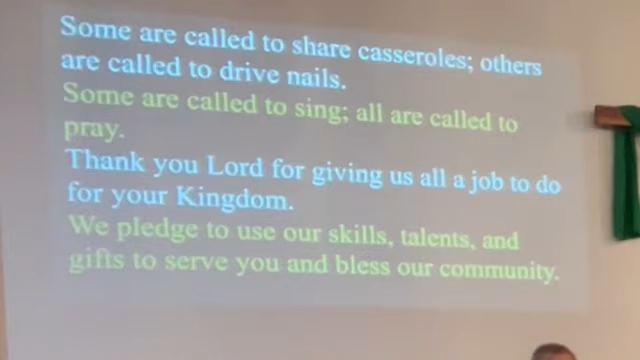 Some are called to share casseroles; others
are called to drive nails.
Some are called to sing; all are called to
pray.
Thank you Lord for giving us all a job to do
for your Kingdom.
We pledge to use our skills, talents, and
gifts to serve you and bless our community.